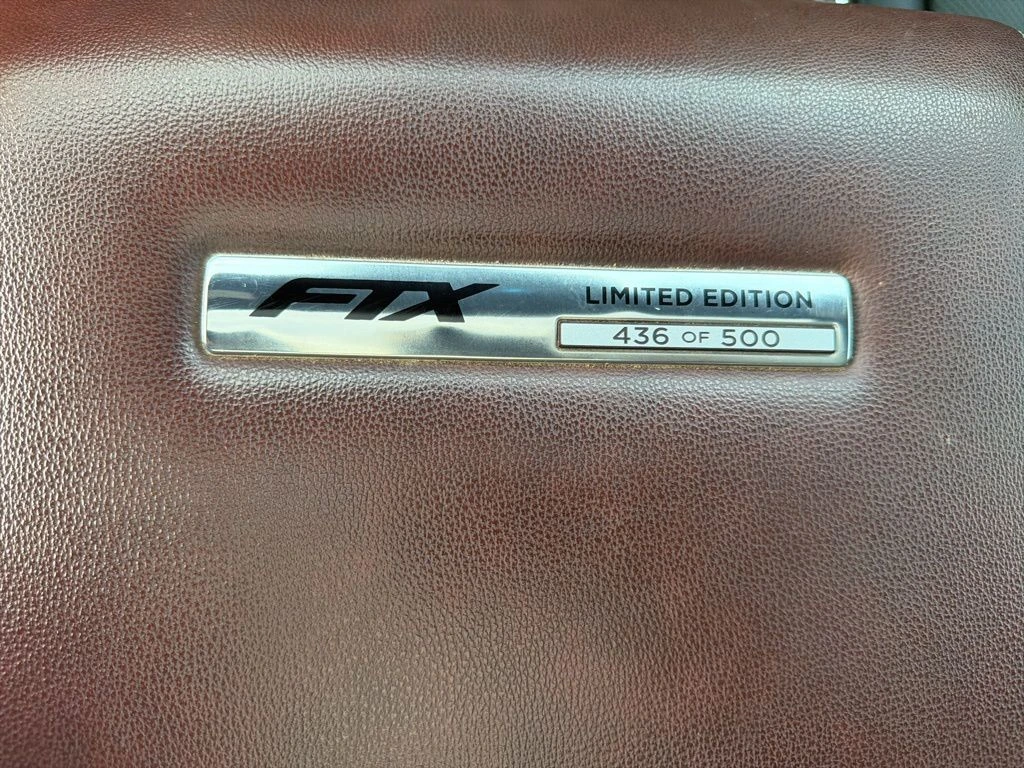 FTX
LIMITED EDITION
436 OF 500